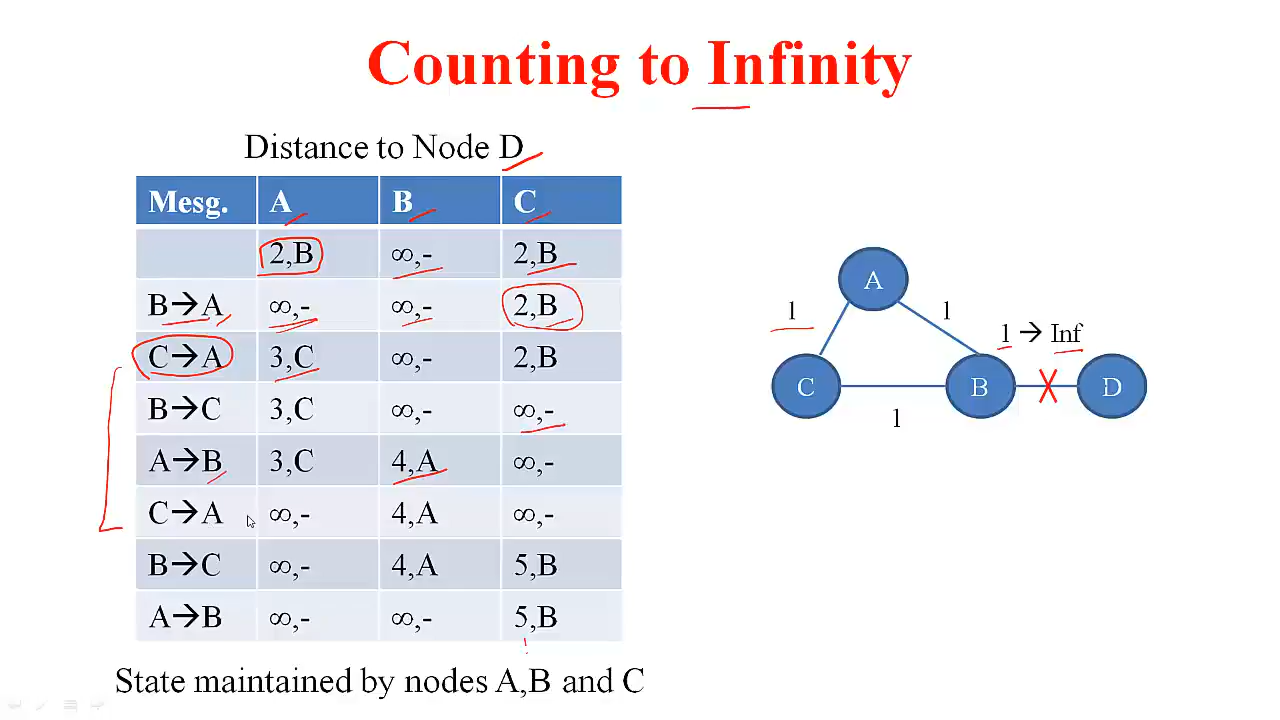 Counting to Infinity
Distance to Node D
Mesg. A B C
2,B ∞,- 2,B
B→A ∞,- ∞,- 2,B
C→A 3,C ∞,- 2,B
B→C 3,C ∞,- ∞,-
A→B 3,C 4,A ∞,-
C→A ∞,- 4,A ∞,-
B→C ∞,- 4,A 5,B
A→B ∞,- ∞,- 5,B
State maintained by nodes A,B and C
A
1
1
1 → Inf
C
B
D
1